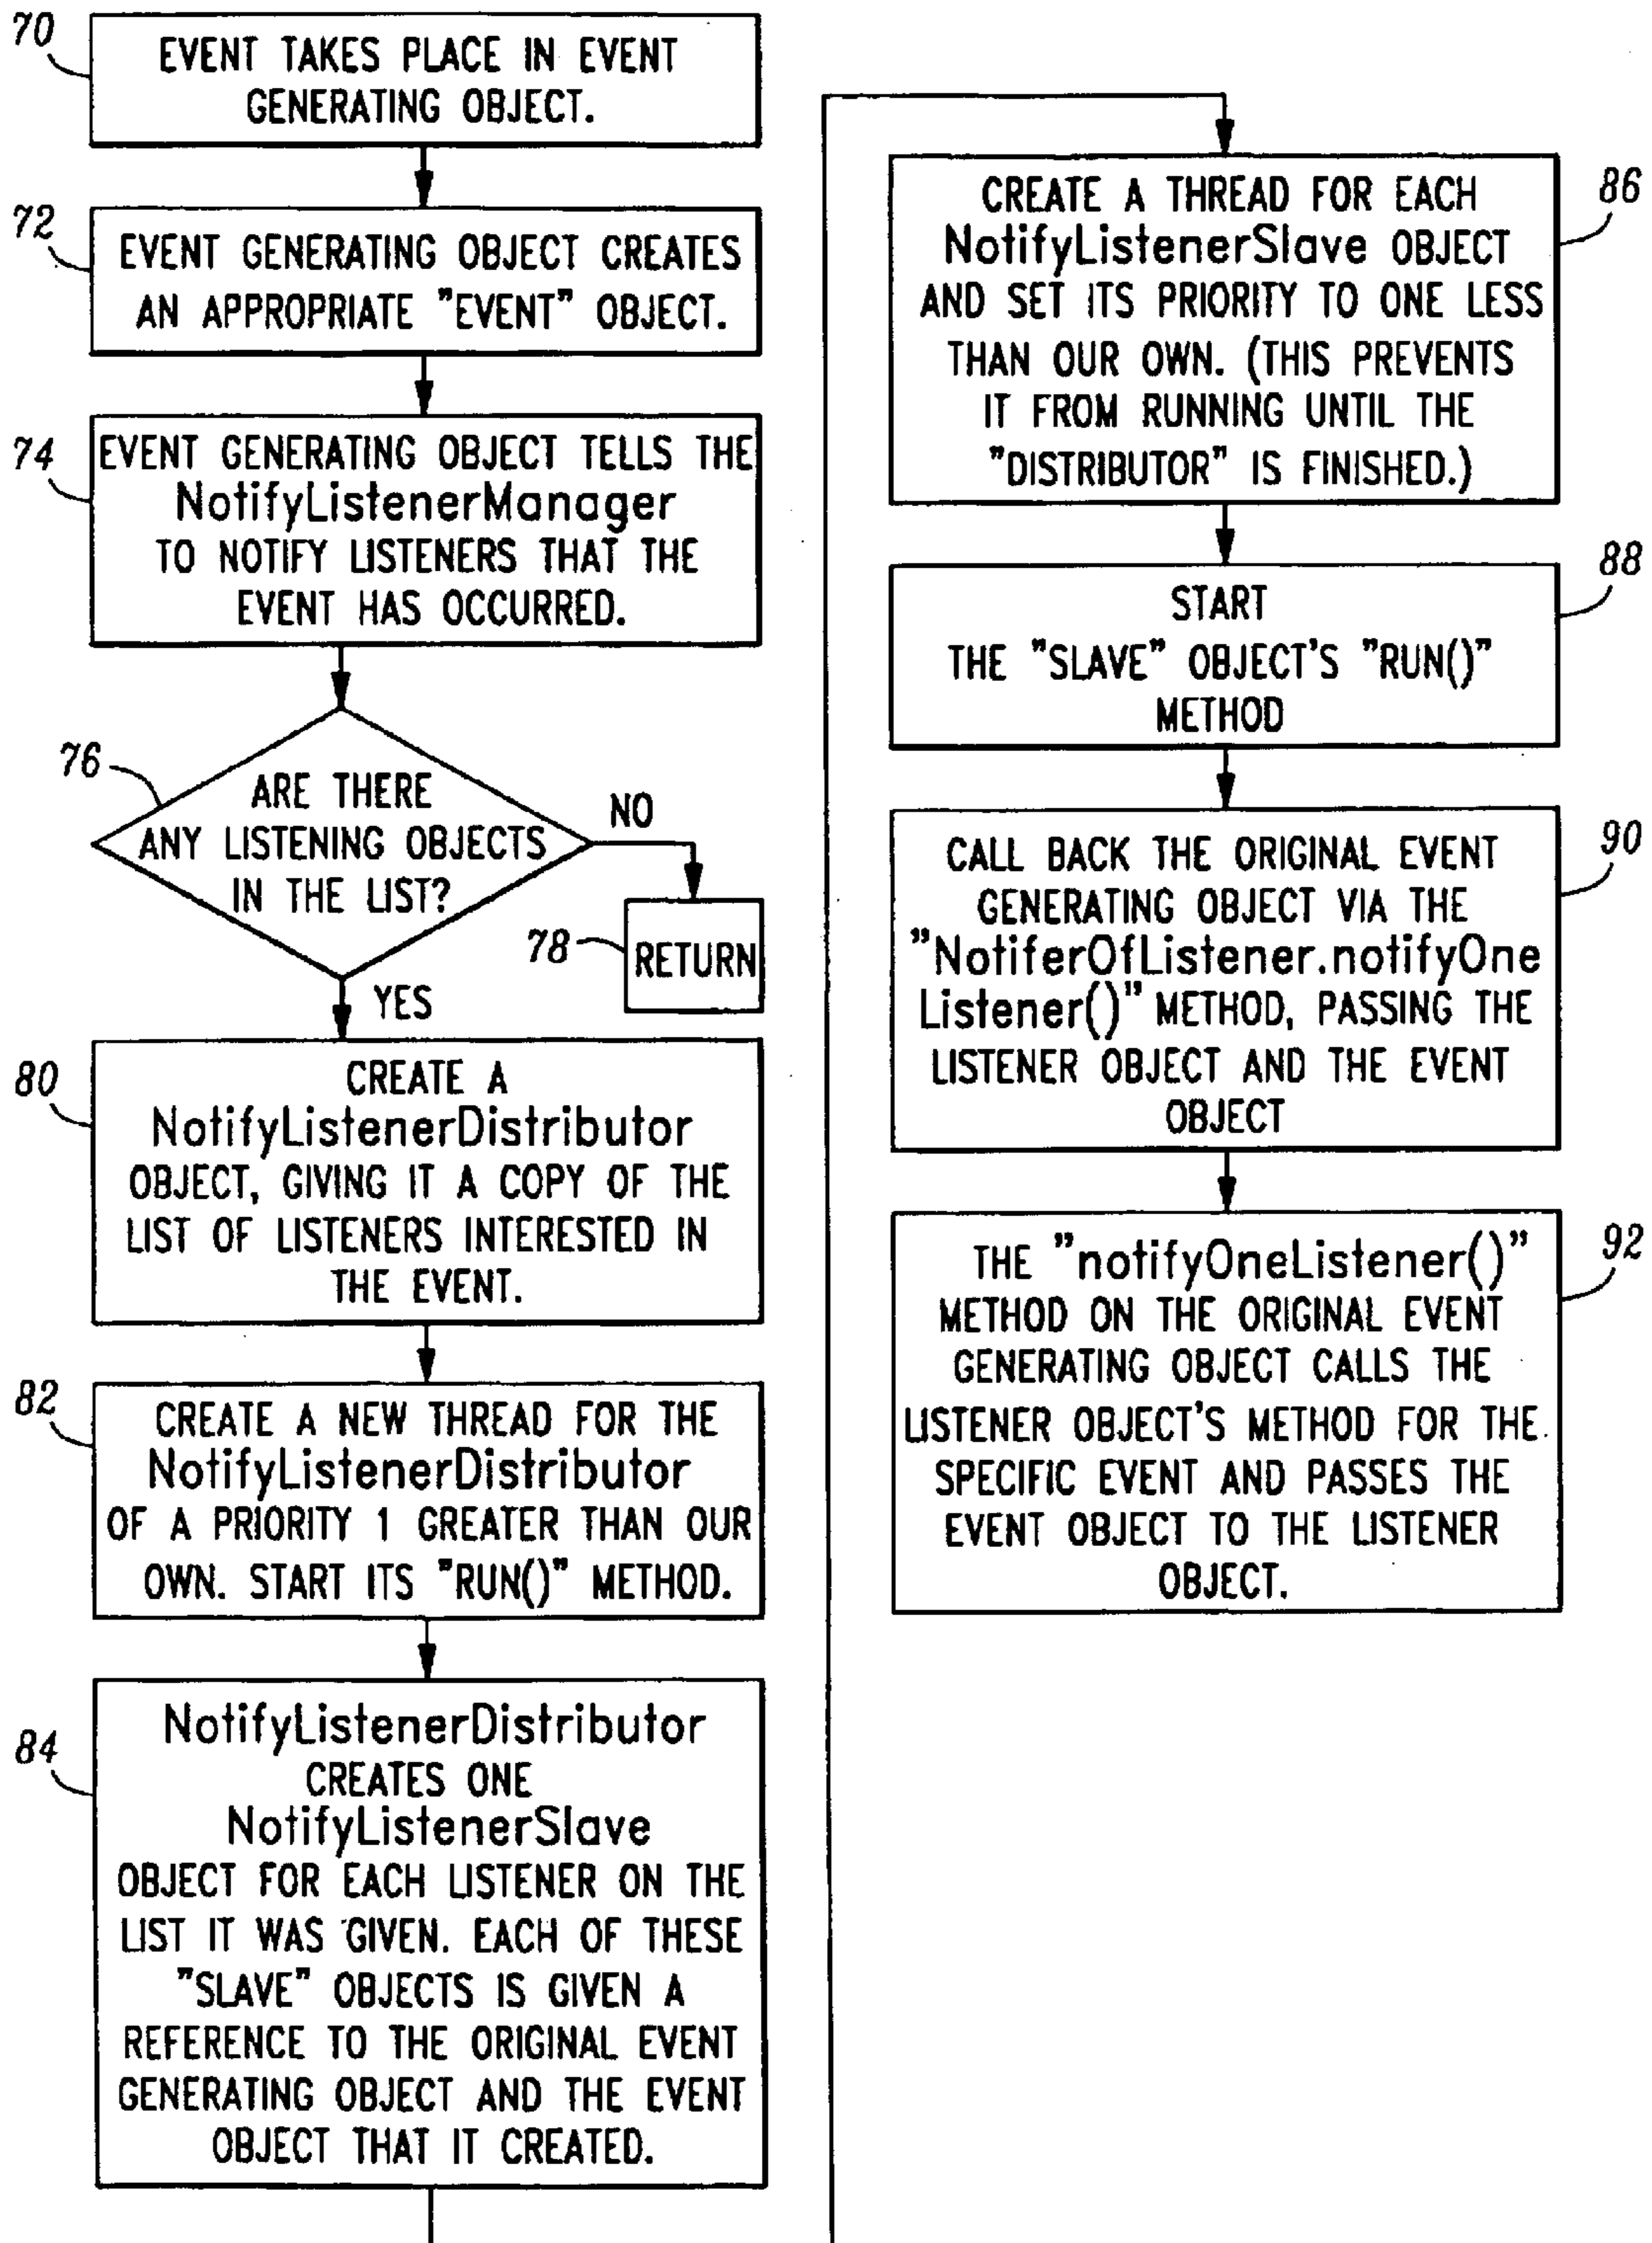 70
EVENT TAKES PLACE IN EVENT
GENERATING OBJECT.
72
EVENT GENERATING OBJECT CREATES
AN APPROPRIATE "EVENT" OBJECT.
74
EVENT GENERATING OBJECT TELLS THE
NotifyListenerManager
TO NOTIFY LISTENERS THAT THE
EVENT HAS OCCURRED.
76
ARE THERE
ANY LISTENING OBJECTS
IN THE LIST?
NO
78
RETURN
YES
80
CREATE A
NotifyListenerDistributor
OBJECT, GIVING IT A COPY OF THE
LIST OF LISTENERS INTERESTED IN
THE EVENT.
82
CREATE A NEW THREAD FOR THE
NotifyListenerDistributor
OF A PRIORITY 1 GREATER THAN OUR
OWN. START ITS "RUN()" METHOD.
84
NotifyListenerDistributor
CREATES ONE
NotifyListenerSlave
OBJECT FOR EACH LISTENER ON THE
LIST IT WAS GIVEN. EACH OF THESE
"SLAVE" OBJECTS IS GIVEN A
REFERENCE TO THE ORIGINAL EVENT
GENERATING OBJECT AND THE EVENT
OBJECT THAT IT CREATED.
86
CREATE A THREAD FOR EACH
NotifyListenerSlave OBJECT
AND SET ITS PRIORITY TO ONE LESS
THAN OUR OWN. (THIS PREVENTS
IT FROM RUNNING UNTIL THE
"DISTRIBUTOR" IS FINISHED.)
88
START
THE "SLAVE" OBJECT'S "RUN()"
METHOD
90
CALL BACK THE ORIGINAL EVENT
GENERATING OBJECT VIA THE
"NotiferOfListener.notifyOne
Listener()" METHOD, PASSING THE
LISTENER OBJECT AND THE EVENT
OBJECT
92
THE "notifyOneListener()"
METHOD ON THE ORIGINAL EVENT
GENERATING OBJECT CALLS THE
LISTENER OBJECT'S METHOD FOR THE
SPECIFIC EVENT AND PASSES THE
EVENT OBJECT TO THE LISTENER
OBJECT.